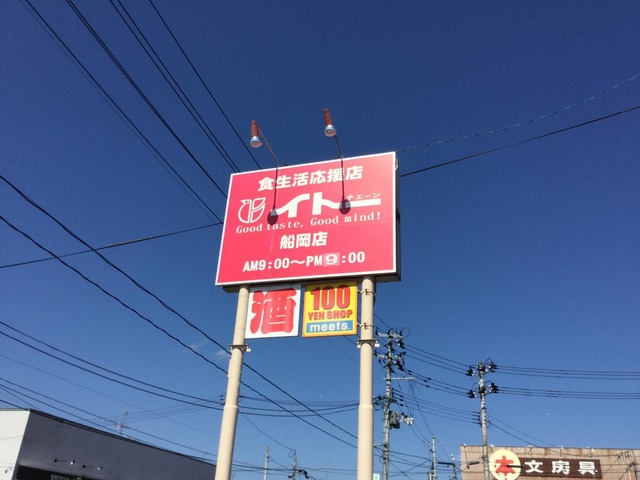 食生活応援店
イトー
チェーン
Good taste, Good mind!
船岡店
AM9:00〜PM9:00
酒
100
YEN SHOP
meets.
本 文房具